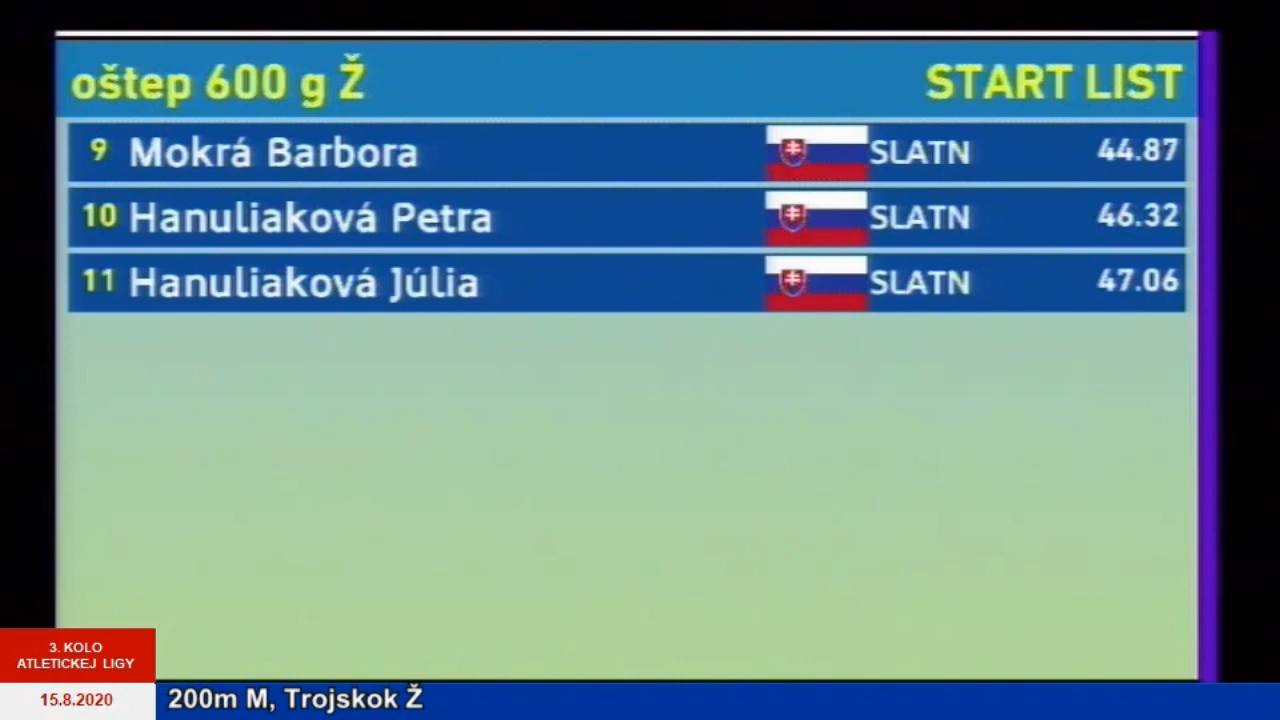 oštep 600 g Ž START LIST
9 Mokrá Barbora SLATN 44.87
10 Hanuliaková Petra SLATN 46.32
11 Hanuliaková Júlia SLATN 47.06
3. KOLO
ATLETICKEJ LIGY
15.8.2020
200m M, Trojskok Ž